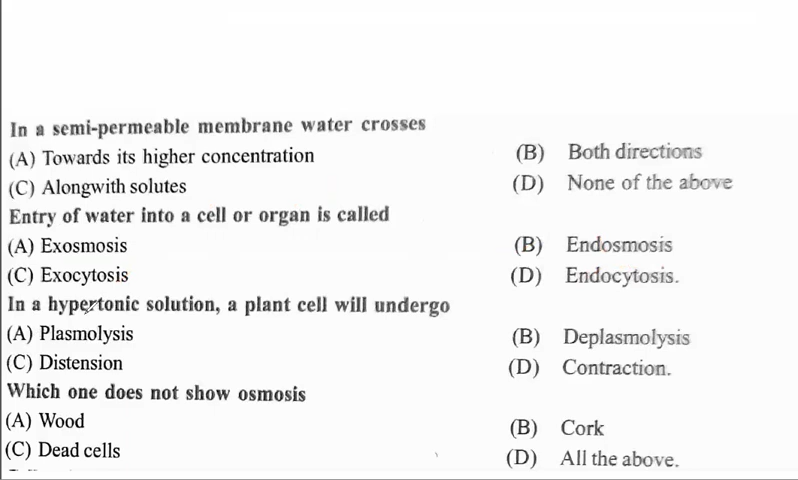 In a semi-permeable membrane water crosses
(A) Towards its higher concentration (B) Both directions
(C) Alongwith solutes (D) None of the above
Entry of water into a cell or organ is called
(A) Exosmosis (B) Endosmosis
(C) Exocytosis (D) Endocytosis.
In a hypertonic solution, a plant cell will undergo
(A) Plasmolysis (B) Deplasmolysis
(C) Distension (D) Contraction.
Which one does not show osmosis
(A) Wood (B) Cork
(C) Dead cells (D) All the above.